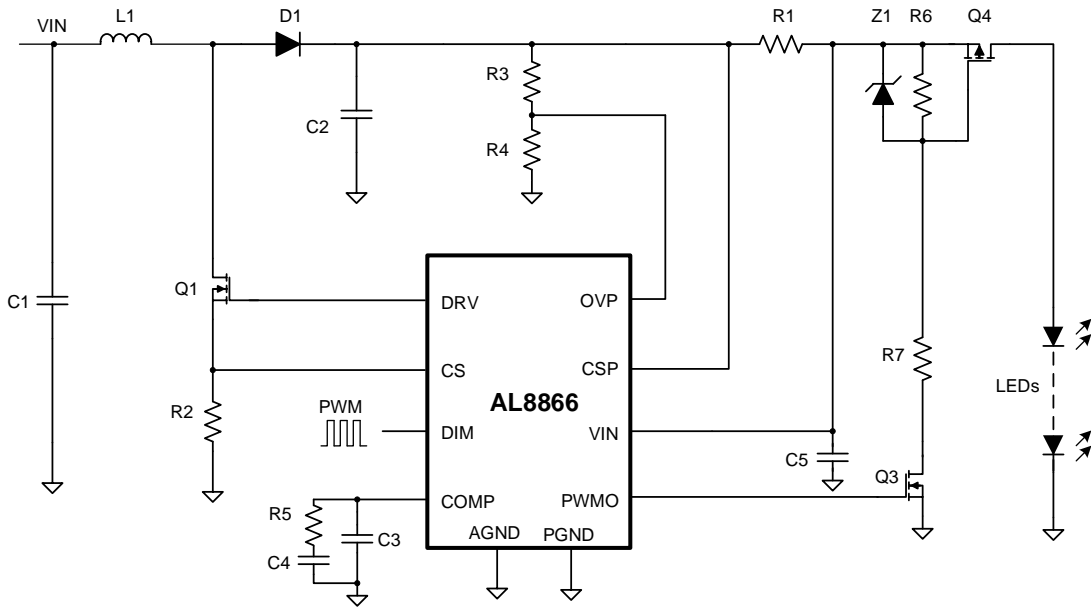 VIN
L1
D1
R1
Z1
R6
Q4
R3
C2
R4
Q1
C1
DRV
OVP
CS
CSP
R7
LEDs
R2
PWM
AL8866
DIM
VIN
C5
Q3
COMP
PWMO
R5
C3
AGND
PGND
C4